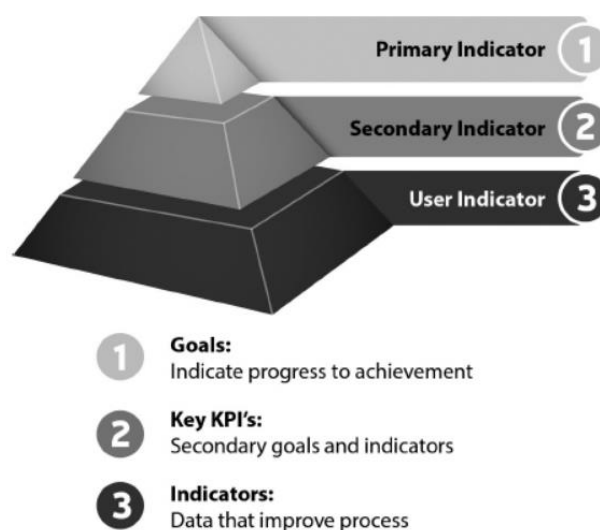 Primary Indicator 1
Secondary Indicator 2
User Indicator 3
1 Goals:
Indicate progress to achievement
2 Key KPI's:
Secondary goals and indicators
3 Indicators:
Data that improve process